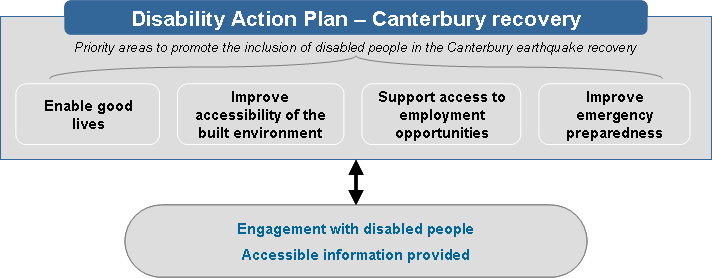 Disability Action Plan – Canterbury recovery
Priority areas to promote the inclusion of disabled people in the Canterbury earthquake recovery
Enable good
lives
Improve
accessibility of the
built environment
Support access to
employment
opportunities
Improve
emergency
preparedness
Engagement with disabled people
Accessible information provided